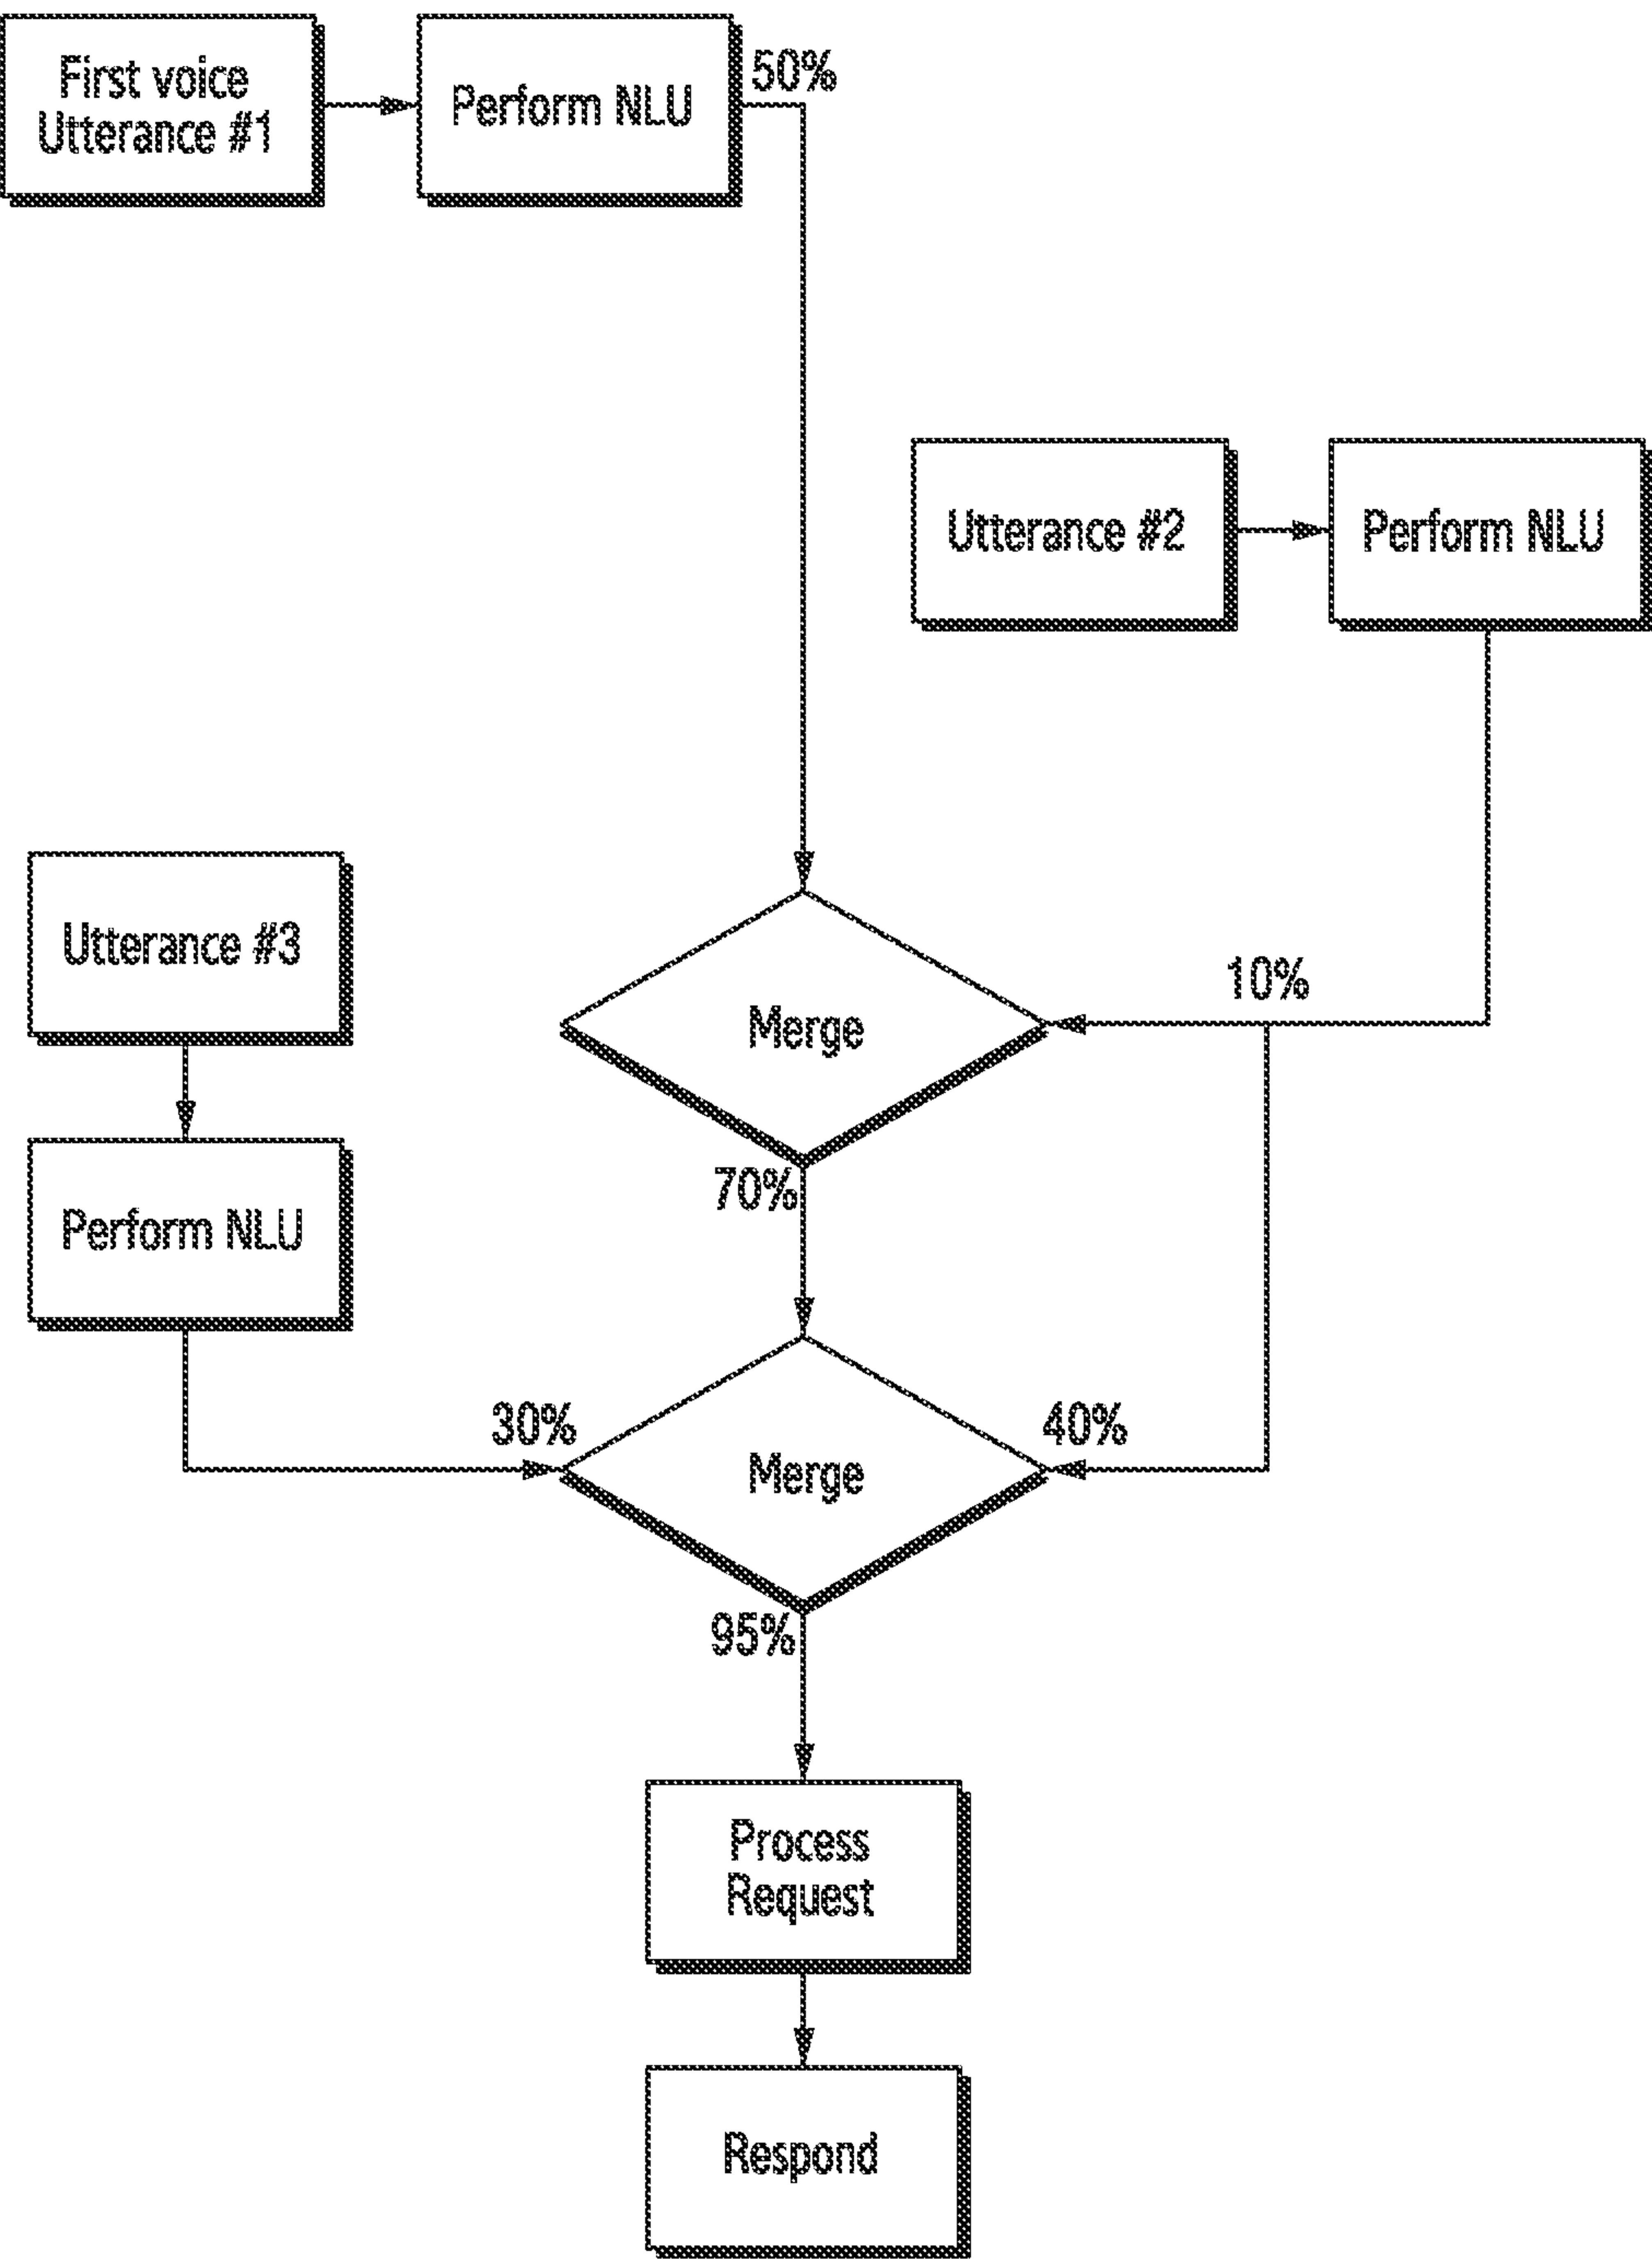 First voice
Utterance #1
Perform NLU
50%
Utterance #2
Perform NLU
Utterance #3
10%
Merge
70%
Perform NLU
30%
40%
Merge
95%
Process
Request
Respond